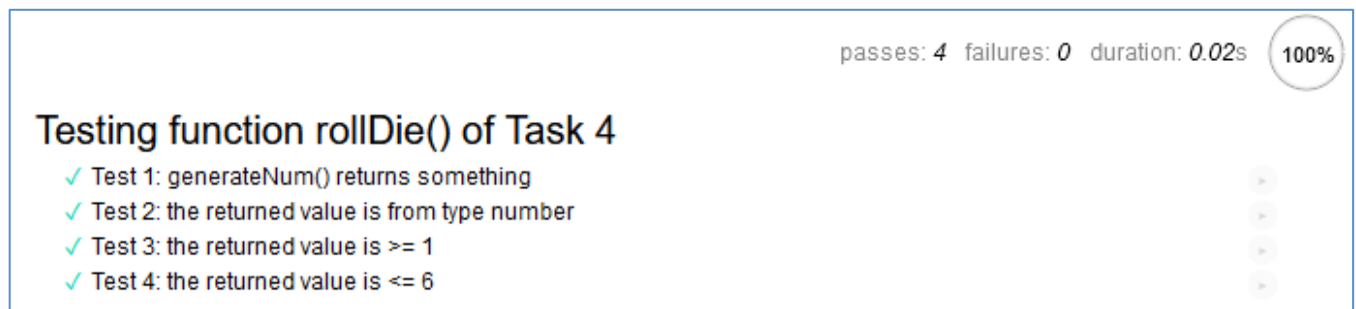 passes: 4 failures: 0 duration: 0.02s 100%
Testing function rollDie() of Task 4
✓ Test 1: generateNum() returns something
✓ Test 2: the returned value is from type number
✓ Test 3: the returned value is >= 1
✓ Test 4: the returned value is <= 6